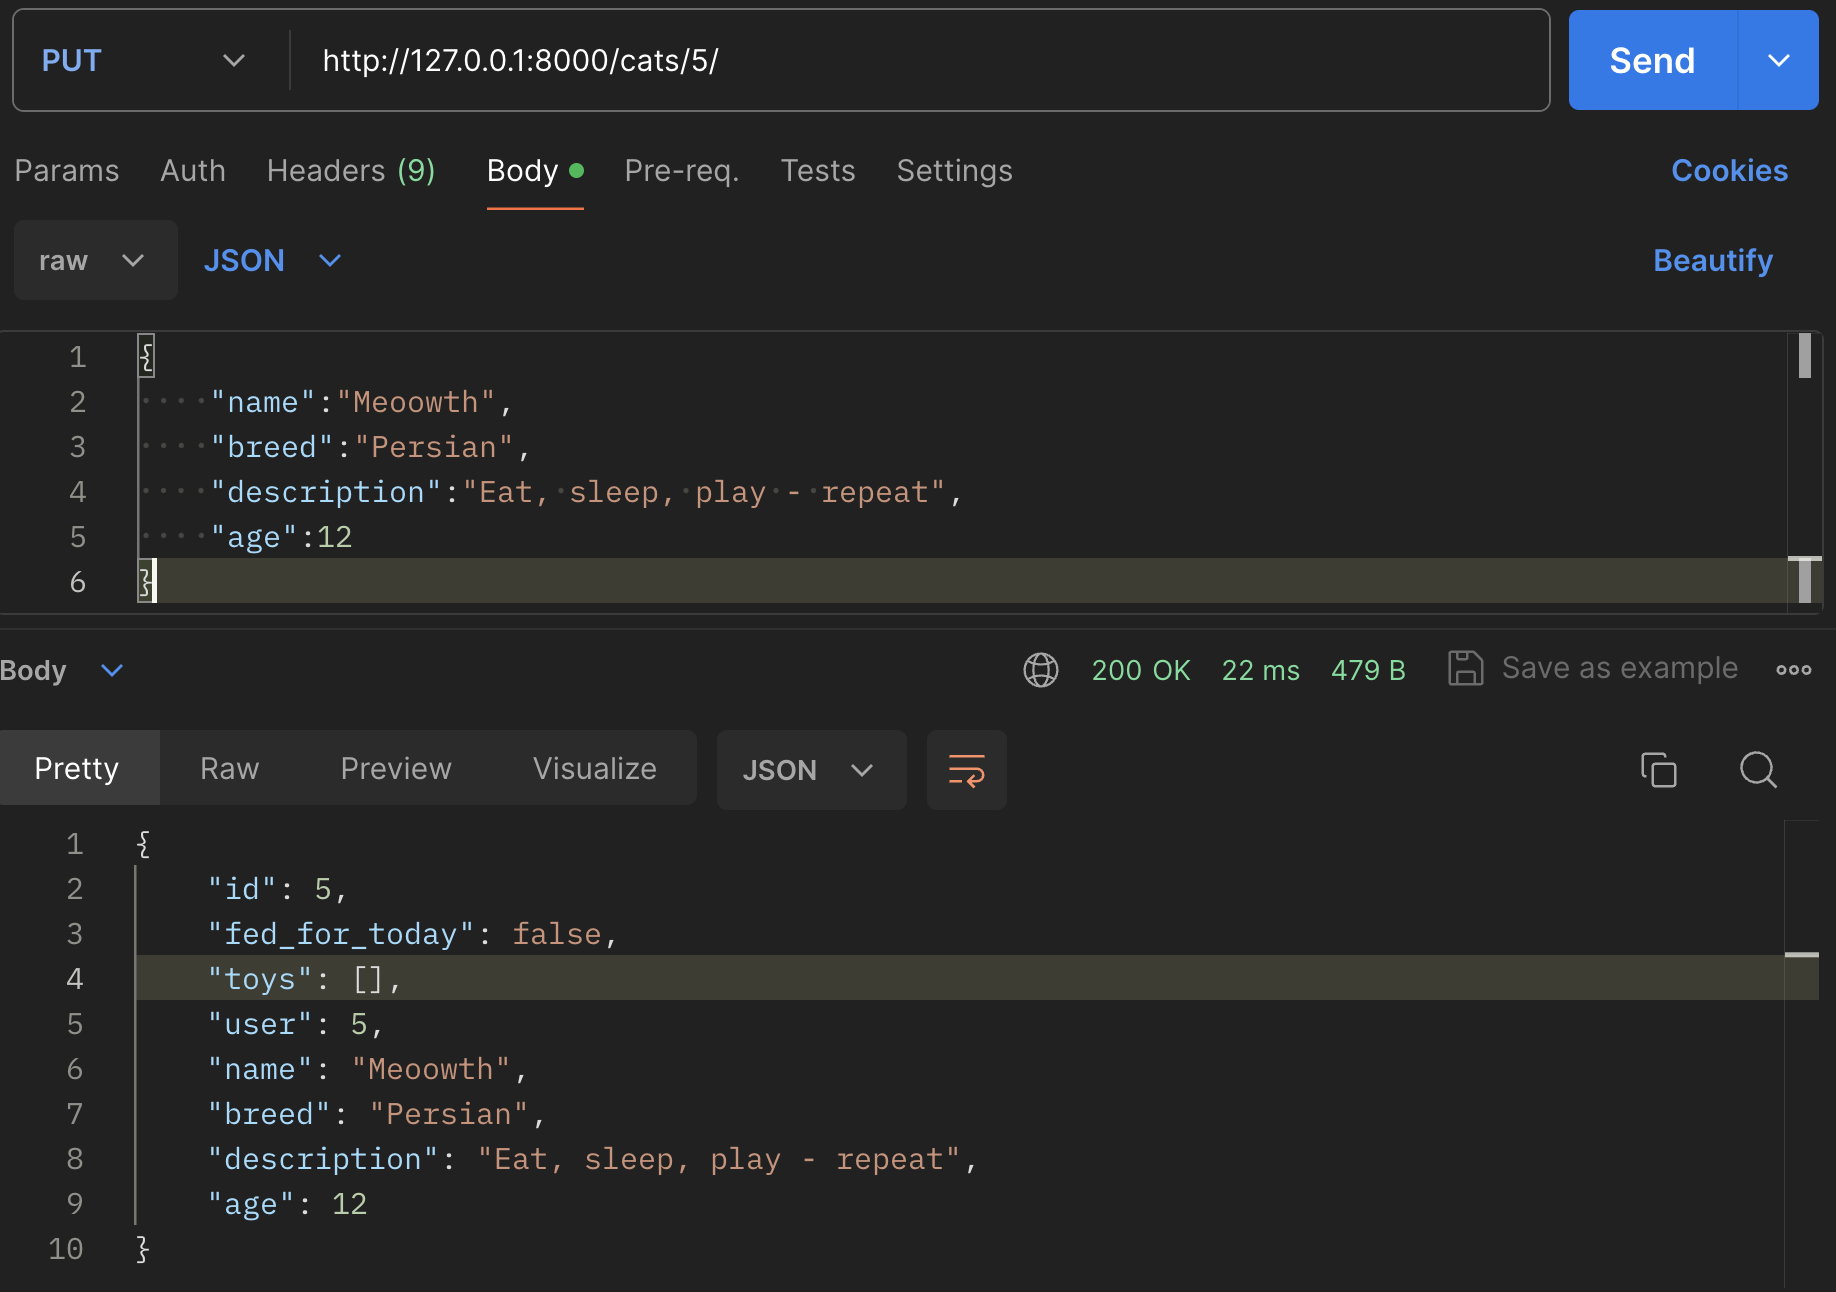 PUT http://127.0.0.1:8000/cats/5/ Send
Params Auth Headers (9) Body Pre-req. Tests Settings Cookies
raw JSON Beautify
1 {
2 "name":"Meoowth",
3 "breed":"Persian",
4 "description":"Eat, sleep, play - repeat",
5 "age":12
6 }
Body 200 OK 22 ms 479 B Save as example
Pretty Raw Preview Visualize JSON
1 {
2 "id": 5,
3 "fed_for_today": false,
4 "toys": [],
5 "user": 5,
6 "name": "Meoowth",
7 "breed": "Persian",
8 "description": "Eat, sleep, play - repeat",
9 "age": 12
10 }